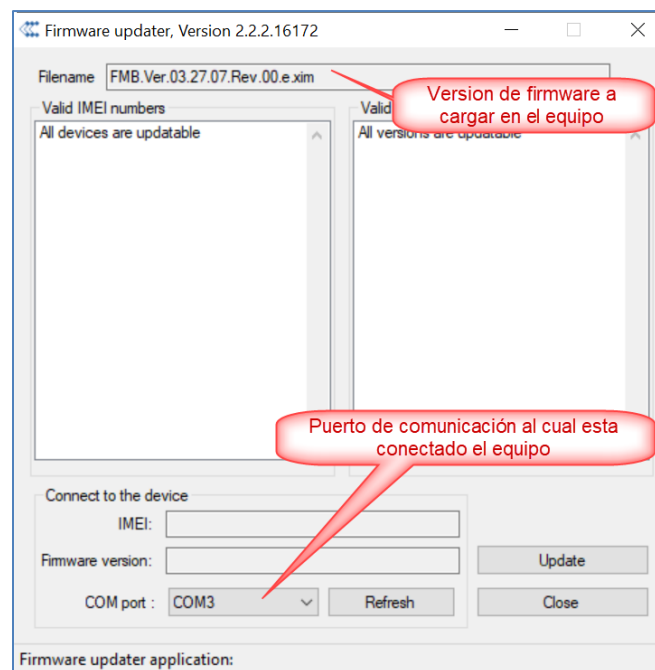 Firmware updater, Version 2.2.2.16172
Filename FMB.Ver.03.27.07.Rev.00.e.xim
Version de firmware a
cargar en el equipo
Valid IMEI numbers
Valid
All devices are updatable
All versions are updatable
Puerto de comunicación al cual esta
conectado el equipo
Connect to the device
IMEI:
Firmware version:
Update
COM port : COM3 Refresh
Close
Firmware updater application: